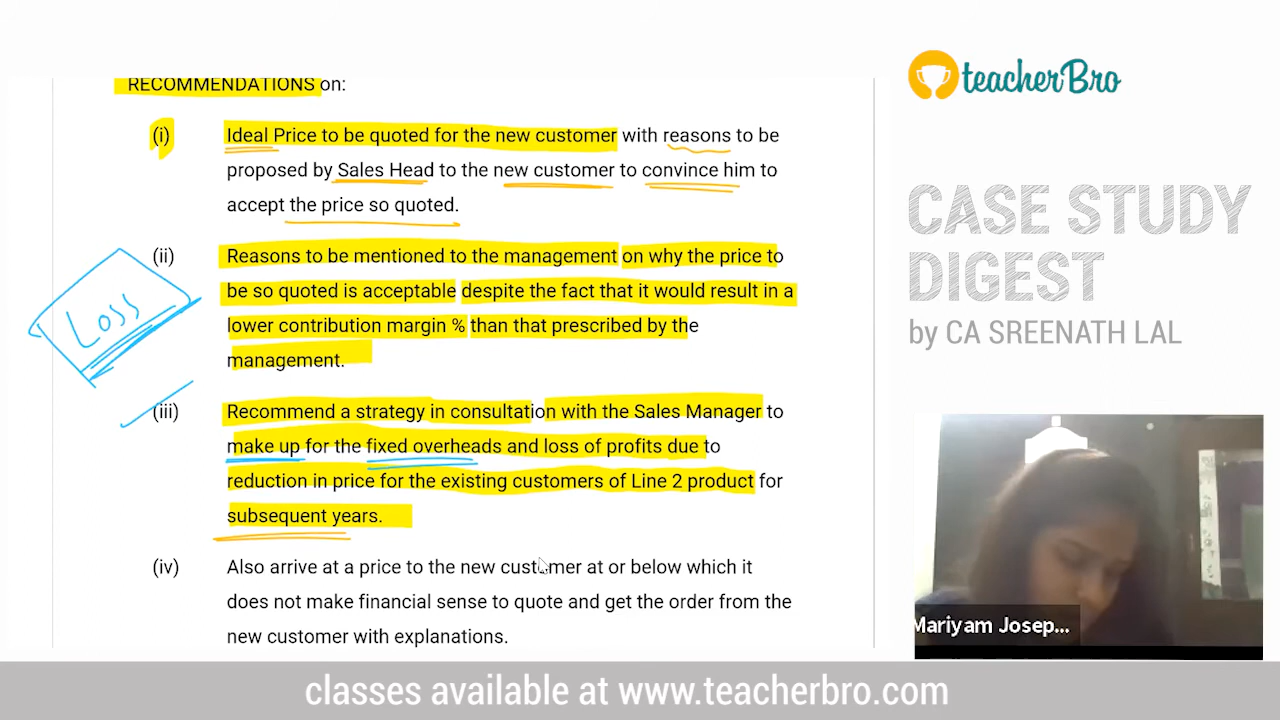 RECOMMENDATIONS on:
(i) Ideal Price to be quoted for the new customer with reasons to be
proposed by Sales Head to the new customer to convince him to
accept the price so quoted.
(ii) Reasons to be mentioned to the management on why the price to
be so quoted is acceptable despite the fact that it would result in a
lower contribution margin % than that prescribed by the
management.
Loss
(iii) Recommend a strategy in consultation with the Sales Manager to
make up for the fixed overheads and loss of profits due to
reduction in price for the existing customers of Line 2 product for
subsequent years.
(iv) Also arrive at a price to the new customer at or below which it
does not make financial sense to quote and get the order from the
new customer with explanations.
teacherBro
CASE STUDY
DIGEST
by CA SREENATH LAL
Mariyam Josep...
classes available at www.teacherbro.com